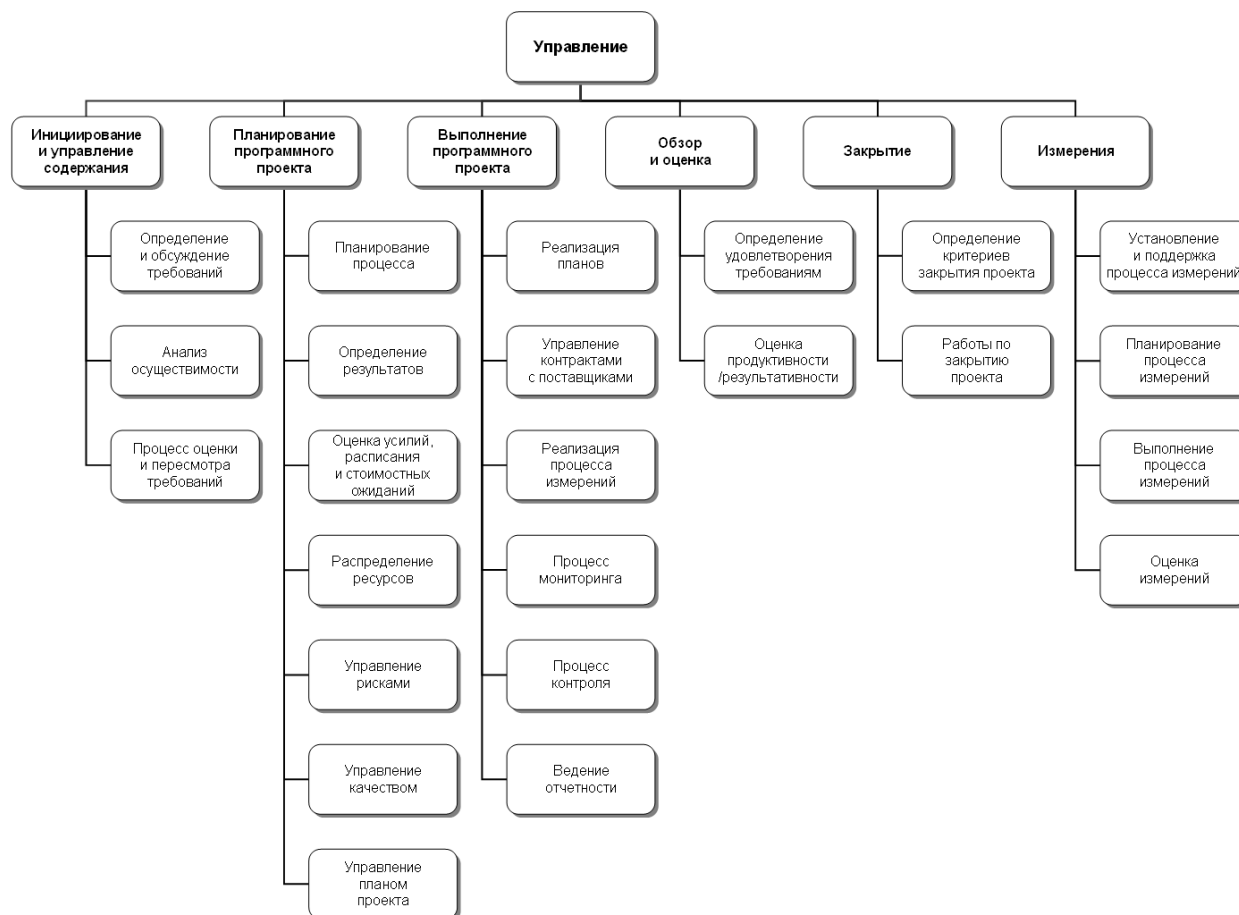 Управление
Инициирование
и управление
содержания
Определение
и обсуждение
требований
Анализ
осуществимости
Процесс оценки
и пересмотра
требований
Планирование
программного
проекта
Планирование
процесса
Определение
результатов
Оценка усилий,
расписания
и стоимостных
ожиданий
Распределение
ресурсов
Управление
рисками
Управление
качеством
Управление
планом
проекта
Выполнение
программного
проекта
Реализация
планов
Управление
контрактами
с поставщиками
Реализация
процесса
измерений
Процесс
мониторинга
Процесс
контроля
Ведение
отчетности
Обзор
и оценка
Определение
удовлетворения
требованиям
Оценка
продуктивности
/результативности
Закрытие
Определение
критериев
закрытия проекта
Работы по
закрытию
проекта
Измерения
Установление
и поддержка
процесса измерений
Планирование
процесса
измерений
Выполнение
процесса
измерений
Оценка
измерений